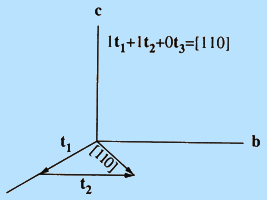 c
1t₁+1t₂+0t₃=[110]
t₁
[110]
b
t₂